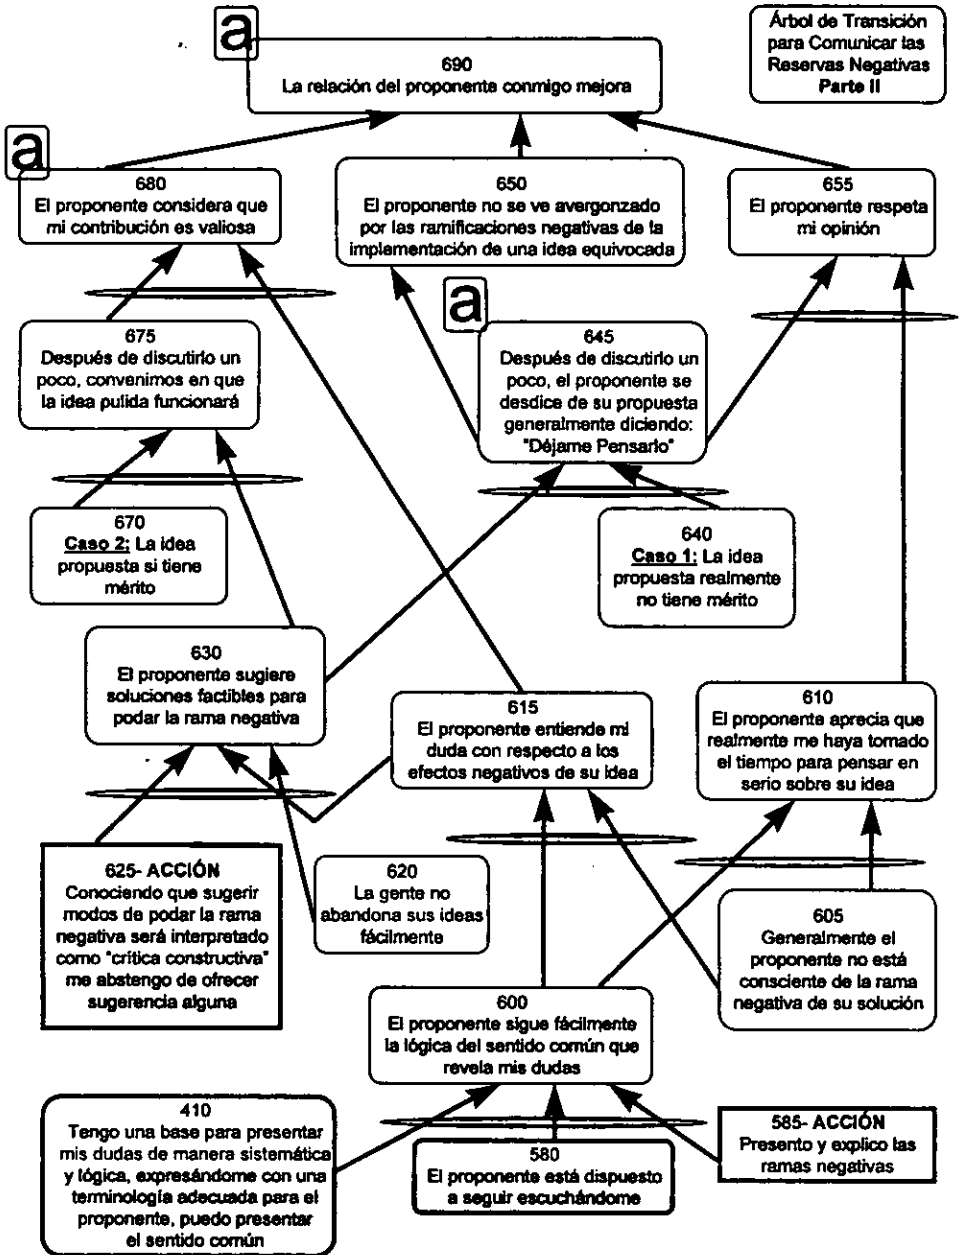 a
690
La relación del proponente conmigo mejora
Árbol de Transición
para Comunicar las
Reservas Negativas
Parte II
a
680
El proponente considera que
mi contribución es valiosa
650
El proponente no se ve avergonzado
por las ramificaciones negativas de la
implementación de una idea equivocada
655
El proponente respeta
mi opinión
675
Después de discutirlo un
poco, convenimos en que
la idea pulida funcionará
a
645
Después de discutirlo un
poco, el proponente se
desdice de su propuesta
generalmente diciendo:
"Déjame Pensarlo"
670
Caso 2: La idea
propuesta si tiene
mérito
640
Caso 1: La idea
propuesta realmente
no tiene mérito
630
El proponente sugiere
soluciones factibles para
podar la rama negativa
615
El proponente entiende mi
duda con respecto a los
efectos negativos de su idea
610
El proponente aprecia que
realmente me haya tomado
el tiempo para pensar en
serio sobre su idea
625- ACCIÓN
Conociendo que sugerir
modos de podar la rama
negativa será interpretado
como "crítica constructiva"
me abstengo de ofrecer
sugerencia alguna
620
La gente no
abandona sus ideas
fácilmente
605
Generalmente el
proponente no está
consciente de la rama
negativa de su solución
600
El proponente sigue fácilmente
la lógica del sentido común que
revela mis dudas
410
Tengo una base para presentar
mis dudas de manera sistemática
y lógica, expresándome con una
terminología adecuada para el
proponente, puedo presentar
el sentido común
580
El proponente está dispuesto
a seguir escuchándome
585- ACCIÓN
Presento y explico las
ramas negativas